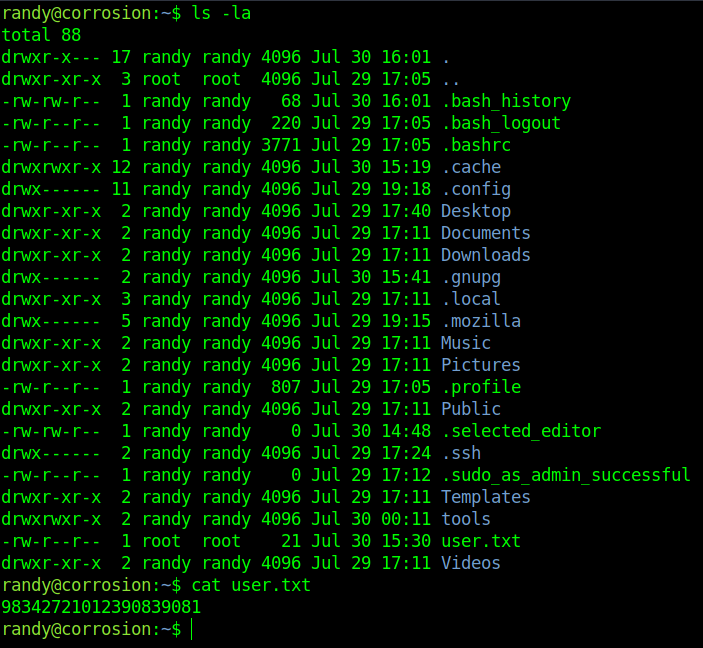 randy@corrosion:~$ ls -la
total 88
drwxr-x--- 17 randy randy 4096 Jul 30 16:01 .
drwxr-xr-x  3 root  root  4096 Jul 29 17:05 ..
-rw-rw-r--  1 randy randy   68 Jul 30 16:01 .bash_history
-rw-r--r--  1 randy randy  220 Jul 29 17:05 .bash_logout
-rw-r--r--  1 randy randy 3771 Jul 29 17:05 .bashrc
drwxrwxr-x 12 randy randy 4096 Jul 30 15:19 .cache
drwx------ 11 randy randy 4096 Jul 29 19:18 .config
drwxr-xr-x  2 randy randy 4096 Jul 29 17:40 Desktop
drwxr-xr-x  2 randy randy 4096 Jul 29 17:11 Documents
drwxr-xr-x  2 randy randy 4096 Jul 29 17:11 Downloads
drwx------  2 randy randy 4096 Jul 30 15:41 .gnupg
drwxr-xr-x  3 randy randy 4096 Jul 29 17:11 .local
drwx------  5 randy randy 4096 Jul 29 19:15 .mozilla
drwxr-xr-x  2 randy randy 4096 Jul 29 17:11 Music
drwxr-xr-x  2 randy randy 4096 Jul 29 17:11 Pictures
-rw-r--r--  1 randy randy  807 Jul 29 17:05 .profile
drwxr-xr-x  2 randy randy 4096 Jul 29 17:11 Public
-rw-rw-r--  1 randy randy    0 Jul 30 14:48 .selected_editor
drwx------  2 randy randy 4096 Jul 29 17:24 .ssh
-rw-r--r--  1 randy randy    0 Jul 29 17:12 .sudo_as_admin_successful
drwxr-xr-x  2 randy randy 4096 Jul 29 17:11 Templates
drwxrwxr-x  2 randy randy 4096 Jul 30 00:11 tools
-rw-r--r--  1 root  root    21 Jul 30 15:30 user.txt
drwxr-xr-x  2 randy randy 4096 Jul 29 17:11 Videos
randy@corrosion:~$ cat user.txt
98342721012390839081
randy@corrosion:~$